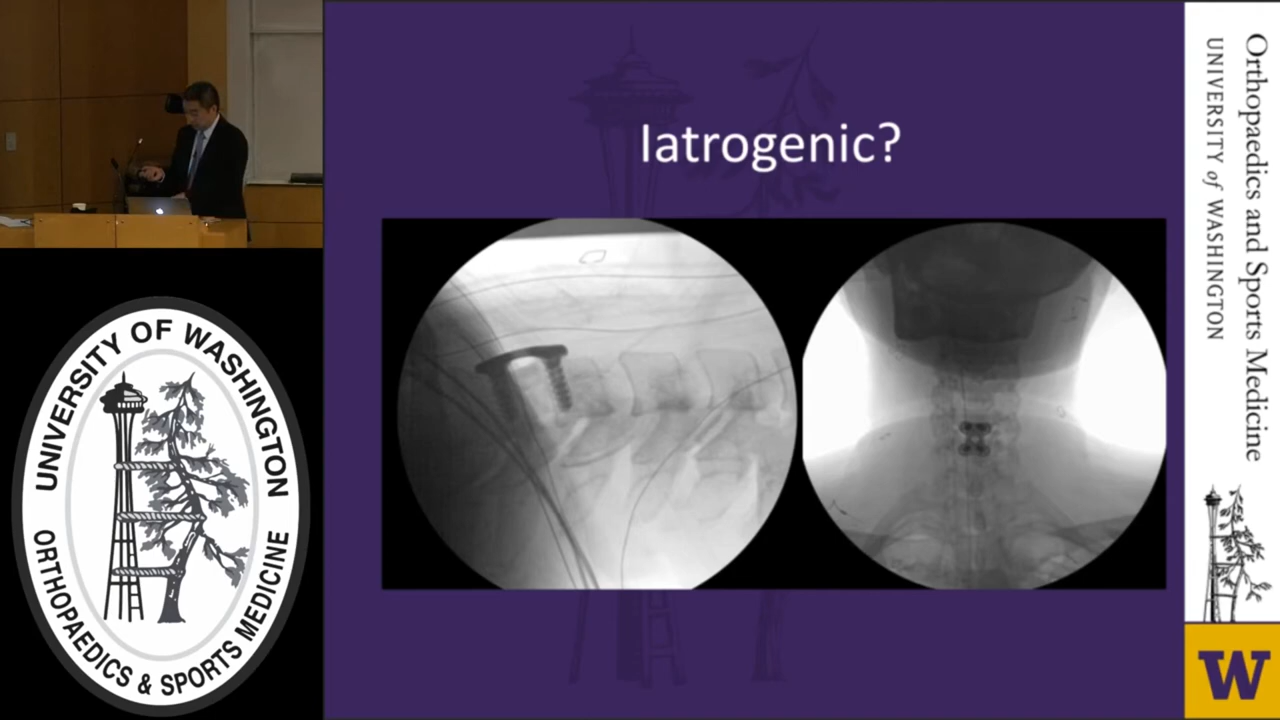 Iatrogenic?
UNIVERSITY OF WASHINGTON
ORTHOPAEDICS & SPORTS MEDICINE
Orthopaedics and Sports Medicine
UNIVERSITY of WASHINGTON
W